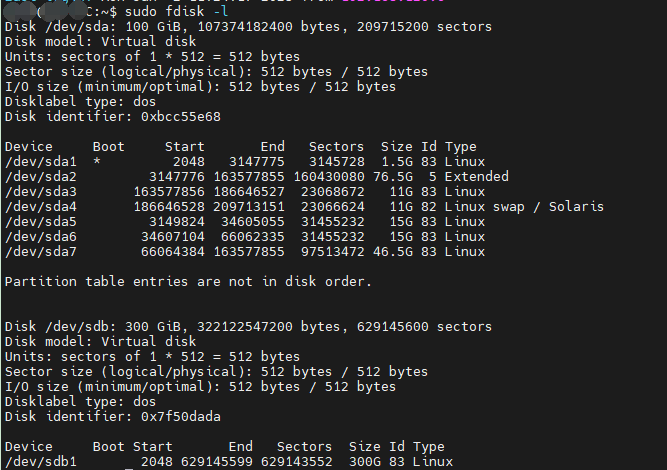 C:~$ sudo fdisk -l
Disk /dev/sda: 100 GiB, 107374182400 bytes, 209715200 sectors
Disk model: Virtual disk
Units: sectors of 1 * 512 = 512 bytes
Sector size (logical/physical): 512 bytes / 512 bytes
I/O size (minimum/optimal): 512 bytes / 512 bytes
Disklabel type: dos
Disk identifier: 0xbcc55e68
Device     Boot     Start       End   Sectors  Size Id Type
/dev/sda1  *         2048   3147775   3145728  1.5G 83 Linux
/dev/sda2         3147776 163577855 160430080 76.5G  5 Extended
/dev/sda3       163577856 186646527  23068672   11G 83 Linux
/dev/sda4       186646528 209713151  23066624   11G 82 Linux swap / Solaris
/dev/sda5         3149824  34605055  31455232   15G 83 Linux
/dev/sda6        34607104  66062335  31455232   15G 83 Linux
/dev/sda7        66064384 163577855  97513472 46.5G 83 Linux
Partition table entries are not in disk order.
Disk /dev/sdb: 300 GiB, 322122547200 bytes, 629145600 sectors
Disk model: Virtual disk
Units: sectors of 1 * 512 = 512 bytes
Sector size (logical/physical): 512 bytes / 512 bytes
I/O size (minimum/optimal): 512 bytes / 512 bytes
Disklabel type: dos
Disk identifier: 0x7f50dada
Device     Boot Start       End   Sectors  Size Id Type
/dev/sdb1        2048 629145599 629143552  300G 83 Linux